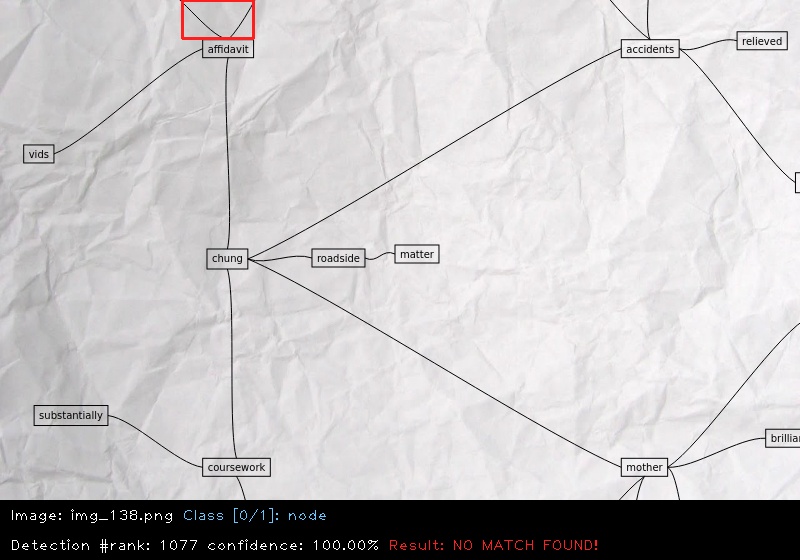 affidavit
accidents
relieved
vids
chung
roadside
matter
substantially
coursework
mother
brillian
Image: img_138.png Class [0/1]: node
Detection #rank: 1077 confidence: 100.00% Result: NO MATCH FOUND!